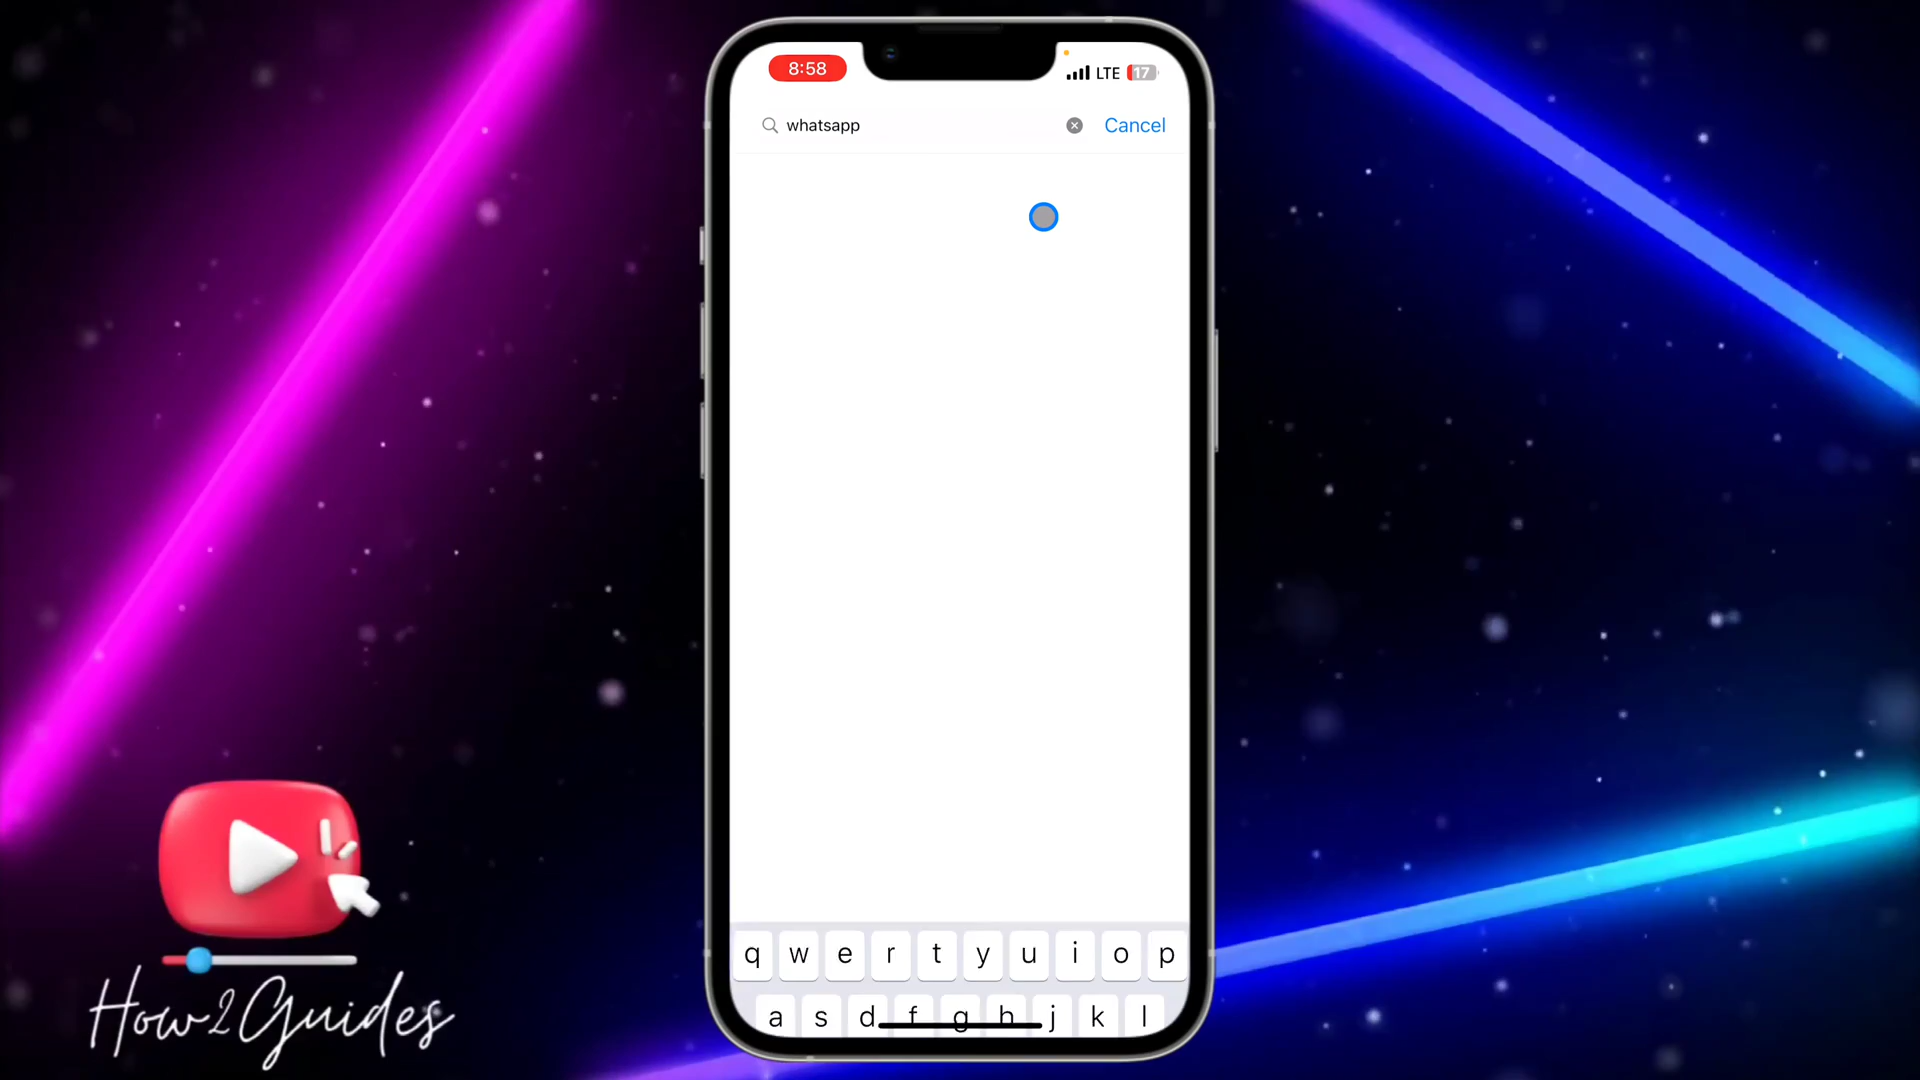 8:58
LTE 17
whatsapp
Cancel
q w e r t y u i o p
a s d f g h j k l
How2Guides